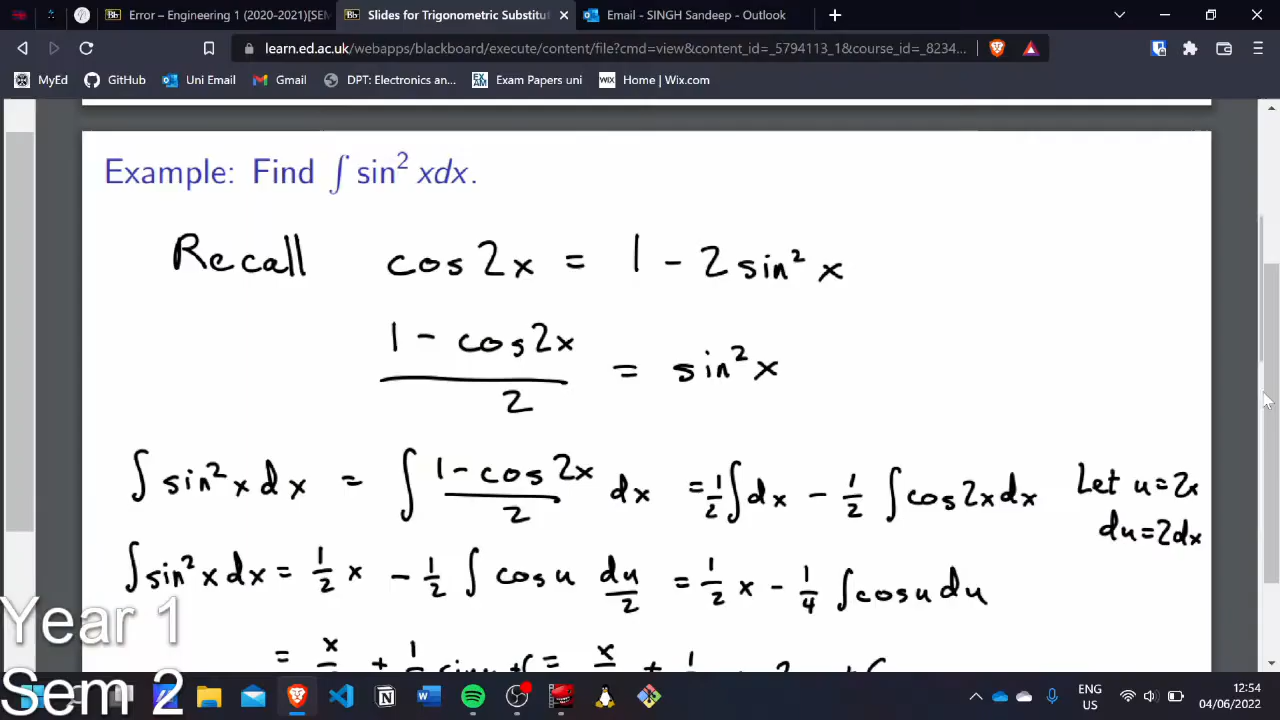 Error – Engineering 1 (2020-2021)[SEM
Slides for Trigonometric Substitut
Email - SINGH Sandeep - Outlook
learn.ed.ac.uk/webapps/blackboard/execute/content/file?cmd=view&content_id=_5794113_1&course_id=_8234...
MyEd GitHub Uni Email Gmail DPT: Electronics an... Exam Papers uni Home | Wix.com
Example: Find ∫ sin² xdx.
Recall cos 2x = 1 - 2 sin² x
(1 - cos 2x)/2 = sin² x
∫ sin² x dx = ∫ (1 - cos 2x)/2 dx = 1/2 ∫ dx - 1/2 ∫ cos 2x dx Let u = 2x
du = 2dx
∫ sin² x dx = 1/2 x - 1/2 ∫ cos u du/2 = 1/2 x - 1/4 ∫ cos u du
Year 1
Sem 2
ENG
US
12:54
04/06/2022